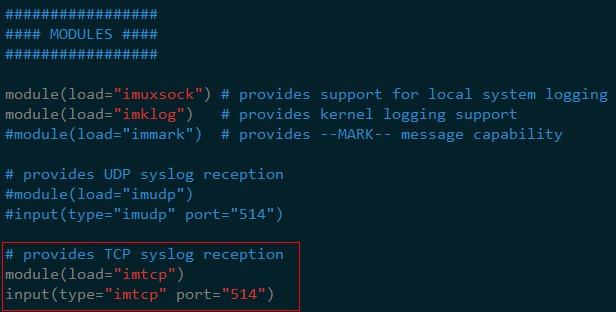 #################
#### MODULES ####
#################
module(load="imuxsock") # provides support for local system logging
module(load="imklog")   # provides kernel logging support
#module(load="immark")  # provides --MARK-- message capability
# provides UDP syslog reception
#module(load="imudp")
#input(type="imudp" port="514")
# provides TCP syslog reception
module(load="imtcp")
input(type="imtcp" port="514")